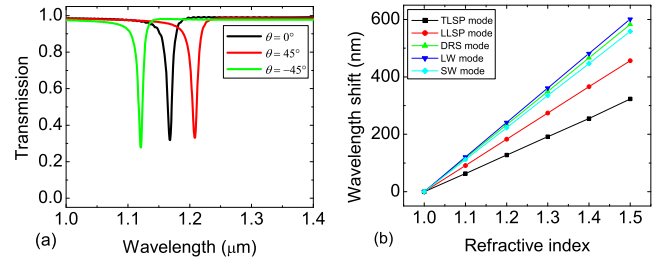 1.0
0.8
0.6
0.4
0.2
0.0
Transmission
θ = 0°
θ = 45°
θ = −45°
1.0 1.1 1.2 1.3 1.4
(a)
Wavelength (μm)
600
400
200
0
Wavelength shift (nm)
TLSP mode
LLSP mode
DRS mode
LW mode
SW mode
1.0 1.1 1.2 1.3 1.4 1.5
(b)
Refractive index